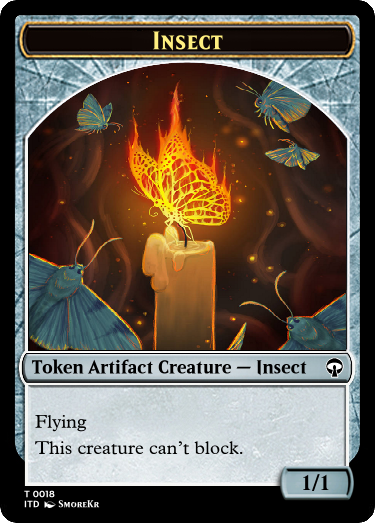 Insect
Token Artifact Creature — Insect
Flying
This creature can't block.
1/1
T 0018
ITD SmoreKr